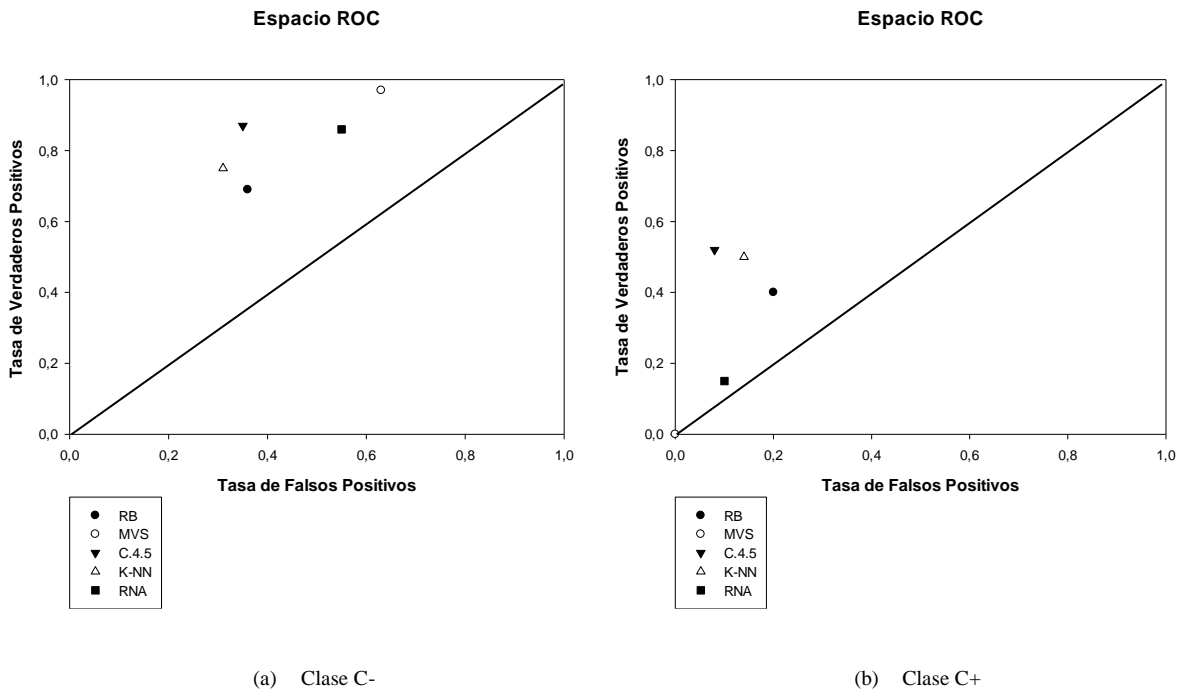 Espacio ROC
1,0
0,8
0,6
0,4
0,2
0,0
Tasa de Verdaderos Positivos
0,0 0,2 0,4 0,6 0,8 1,0
Tasa de Falsos Positivos
RB
MVS
C.4.5
K-NN
RNA
(a) Clase C-
Espacio ROC
1,0
0,8
0,6
0,4
0,2
0,0
Tasa de Verdaderos Positivos
0,0 0,2 0,4 0,6 0,8 1,0
Tasa de Falsos Positivos
RB
MVS
C.4.5
K-NN
RNA
(b) Clase C+